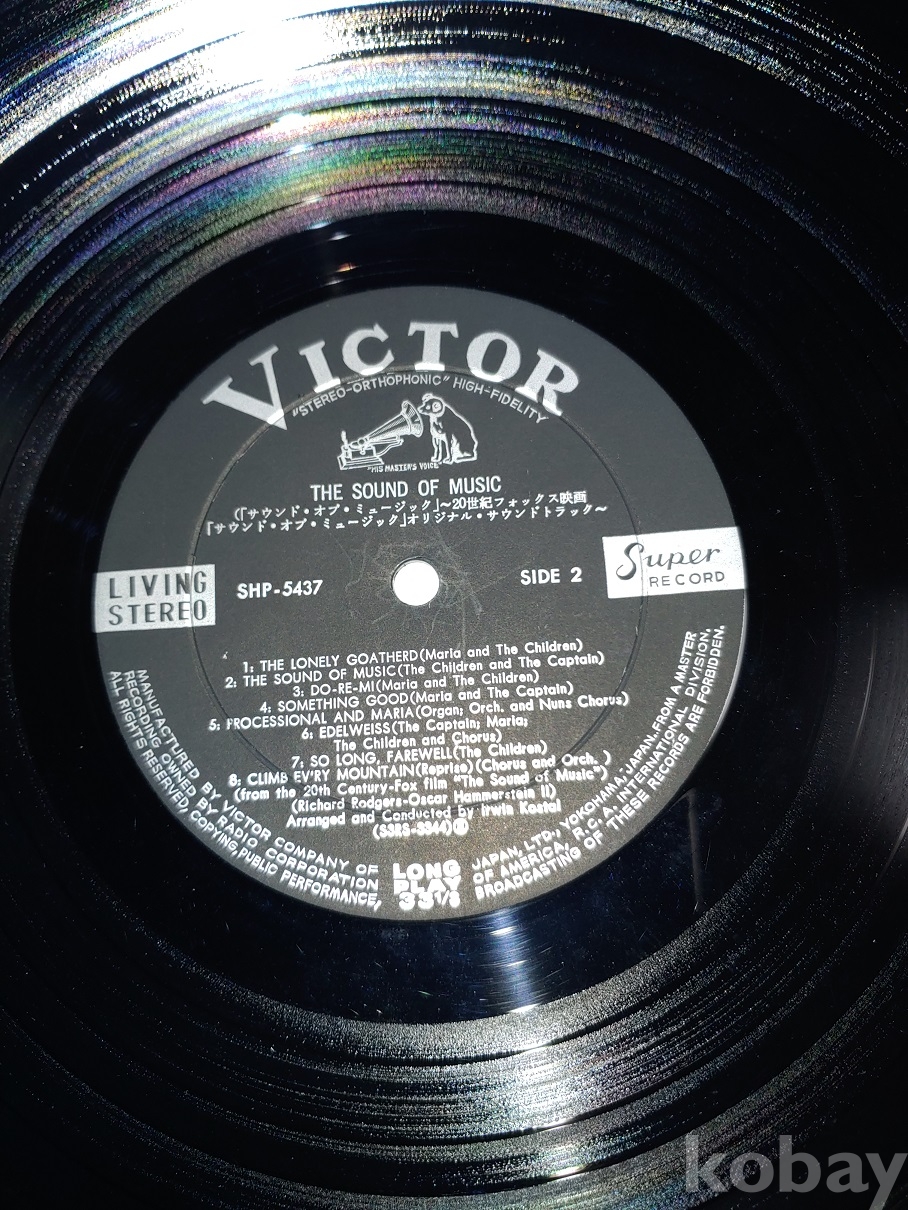 VICTOR
"STEREO-ORTHOPHONIC" HIGH-FIDELITY
"HIS MASTER'S VOICE"
THE SOUND OF MUSIC
(「サウンド・オブ・ミュージック」~20世紀フォックス映画
「サウンド・オブ・ミュージック」オリジナル・サウンドトラック~
LIVING
STEREO
SHP-5437
SIDE 2
Super
RECORD
1: THE LONELY GOATHERD(Maria and The Children)
2: THE SOUND OF MUSIC(The Children and The Captain)
3: DO-RE-MI(Maria and The Children)
4: SOMETHING GOOD(Maria and The Captain)
5: PROCESSIONAL AND MARIA(Organ; Orch. and Nuns Chorus)
6: EDELWEISS(The Captain; Maria;
The Children and Chorus)
7: SO LONG, FAREWELL(The Children)
8: CLIMB EV'RY MOUNTAIN(Reprise)(Chorus and Orch.)
(from the 20th Century-Fox film "The Sound of Music")
(Richard Rodgers-Oscar Hammerstein II)
Arranged and Conducted by Irwin Kostal
(S3RS-3344)
MANUFACTURED BY VICTOR COMPANY OF JAPAN, LTD., YOKOHAMA, JAPAN. FROM A MASTER
RECORDING OWNED BY RADIO CORPORATION OF AMERICA, R.C.A. INTERNATIONAL DIVISION.
ALL RIGHTS RESERVED, COPYING, PUBLIC PERFORMANCE, BROADCASTING OF THESE RECORDS ARE FORBIDDEN.
LONG
PLAY
33 1/3
kobay